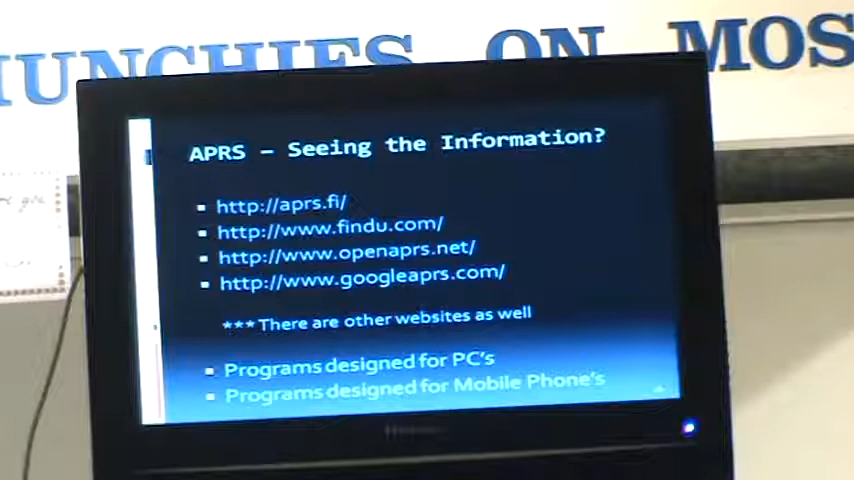 MUNCHIES ON MOS
APRS – Seeing the Information?
▪ http://aprs.fi/
▪ http://www.findu.com/
▪ http://www.openaprs.net/
▪ http://www.googleaprs.com/
***There are other websites as well
▪ Programs designed for PC's
▪ Programs designed for Mobile Phone's